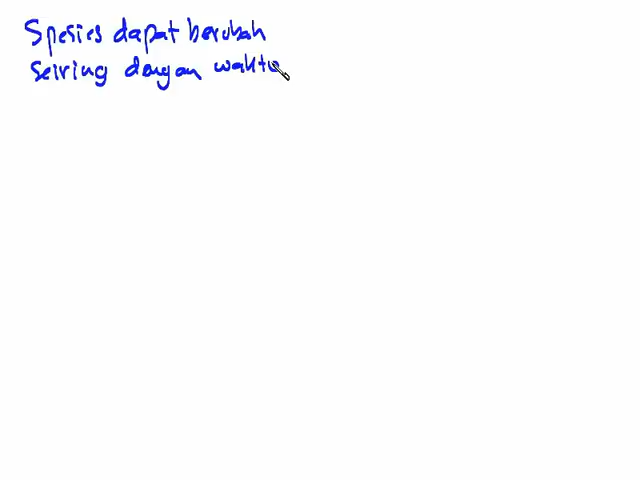 Spesies dapat berubah
seiring dengan waktu